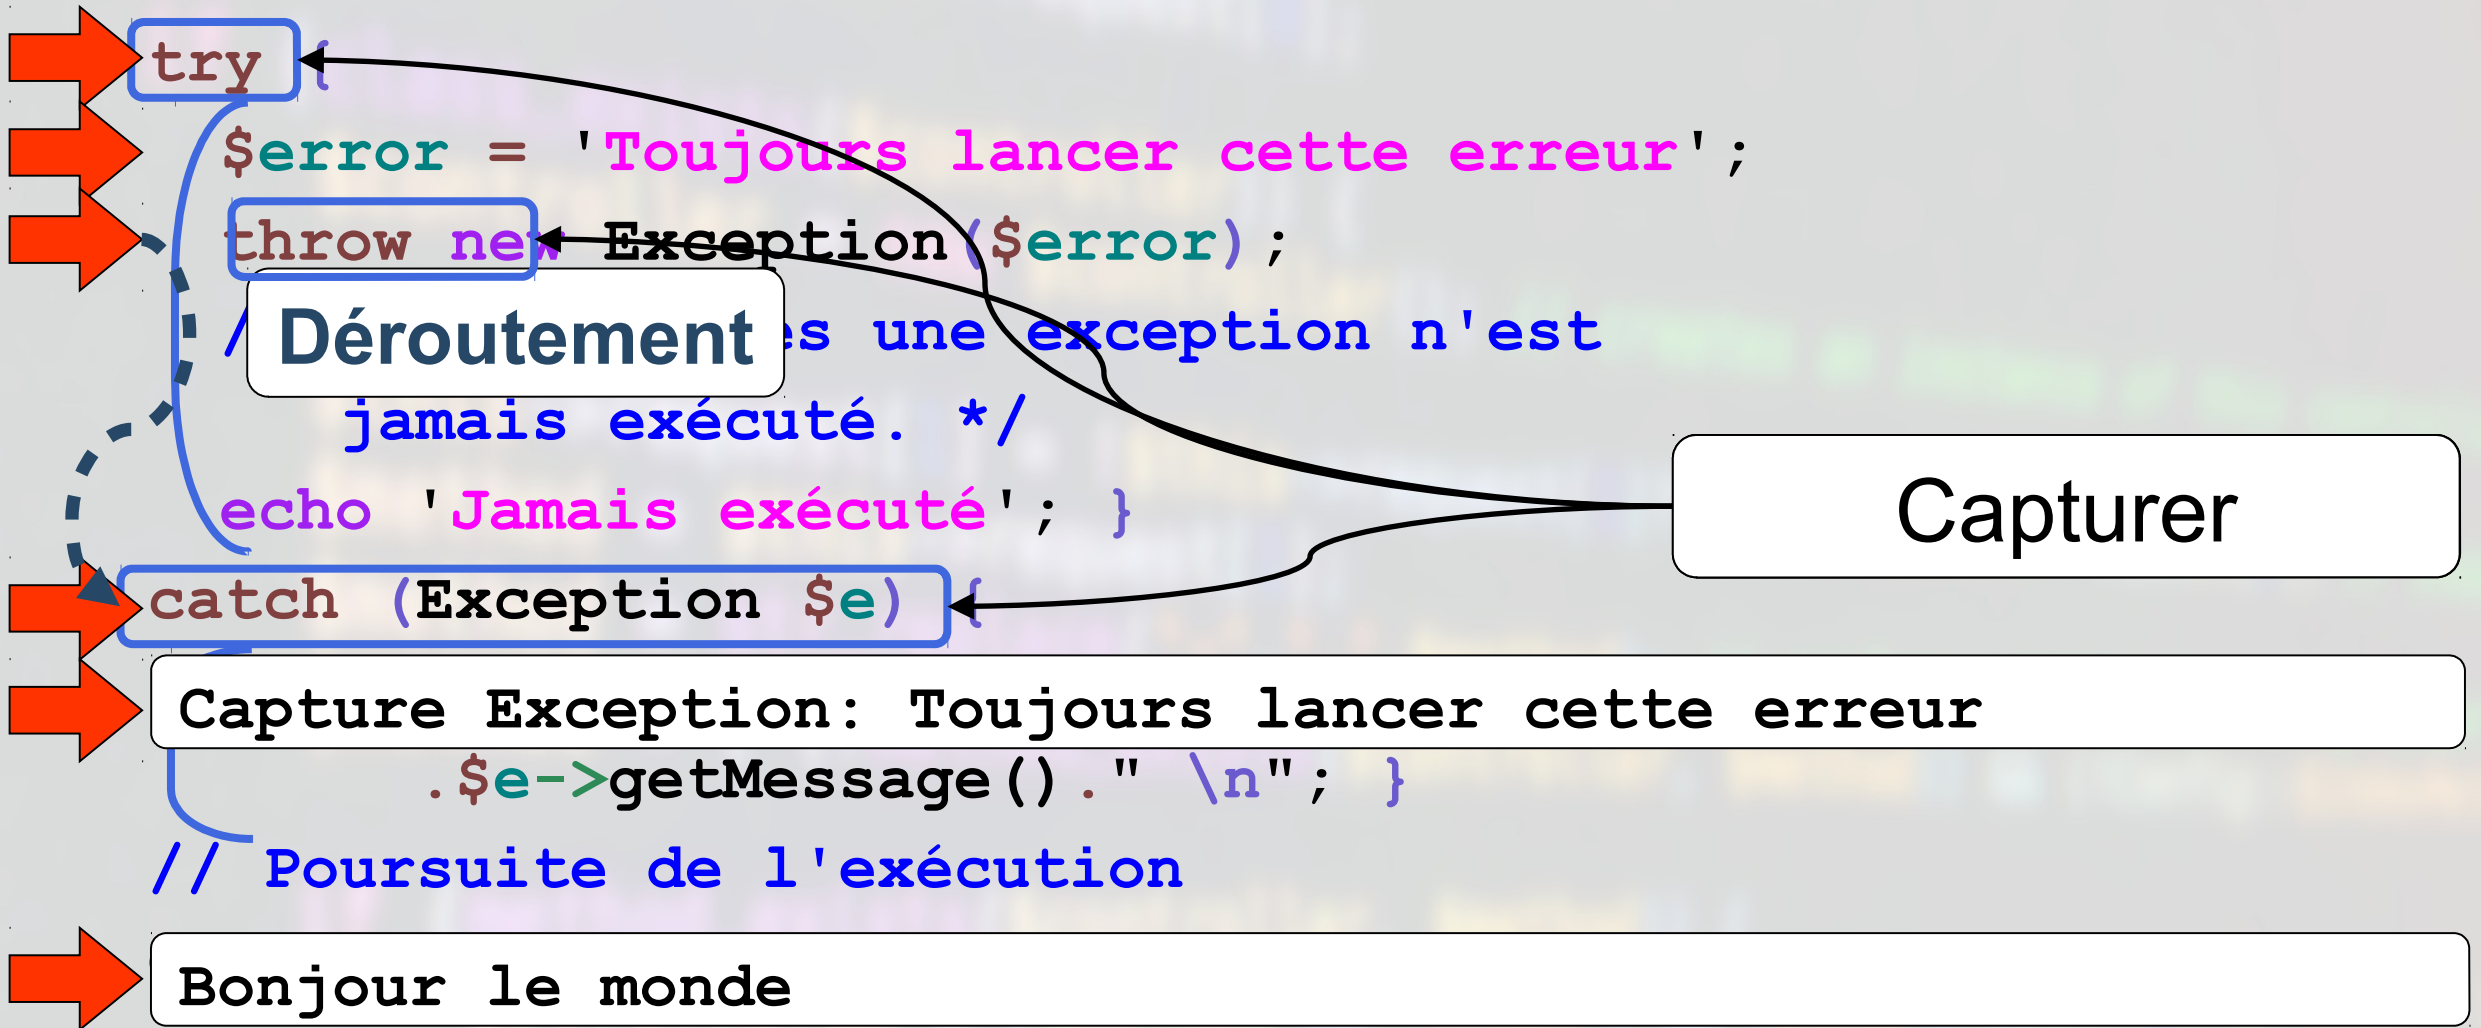 try {
$error = 'Toujours lancer cette erreur';
throw new Exception($error);
Déroutement
une exception n'est
jamais exécuté. */
echo 'Jamais exécuté'; }
Capturer
catch (Exception $e) {
Capture Exception: Toujours lancer cette erreur
.$e->getMessage()." \n"; }
// Poursuite de l'exécution
Bonjour le monde